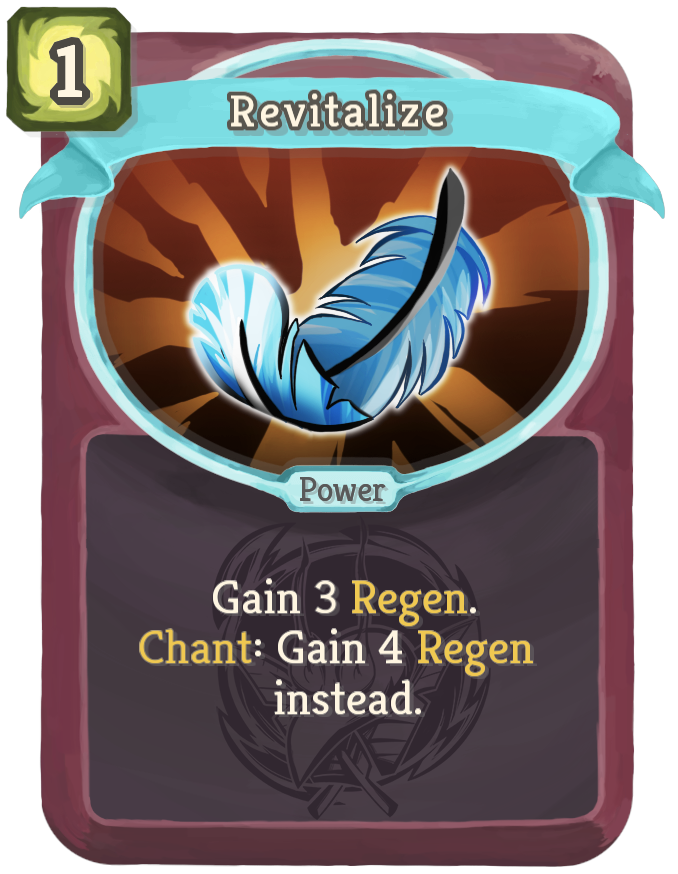 1
Revitalize
Power
Gain 3 Regen.
Chant: Gain 4 Regen
instead.